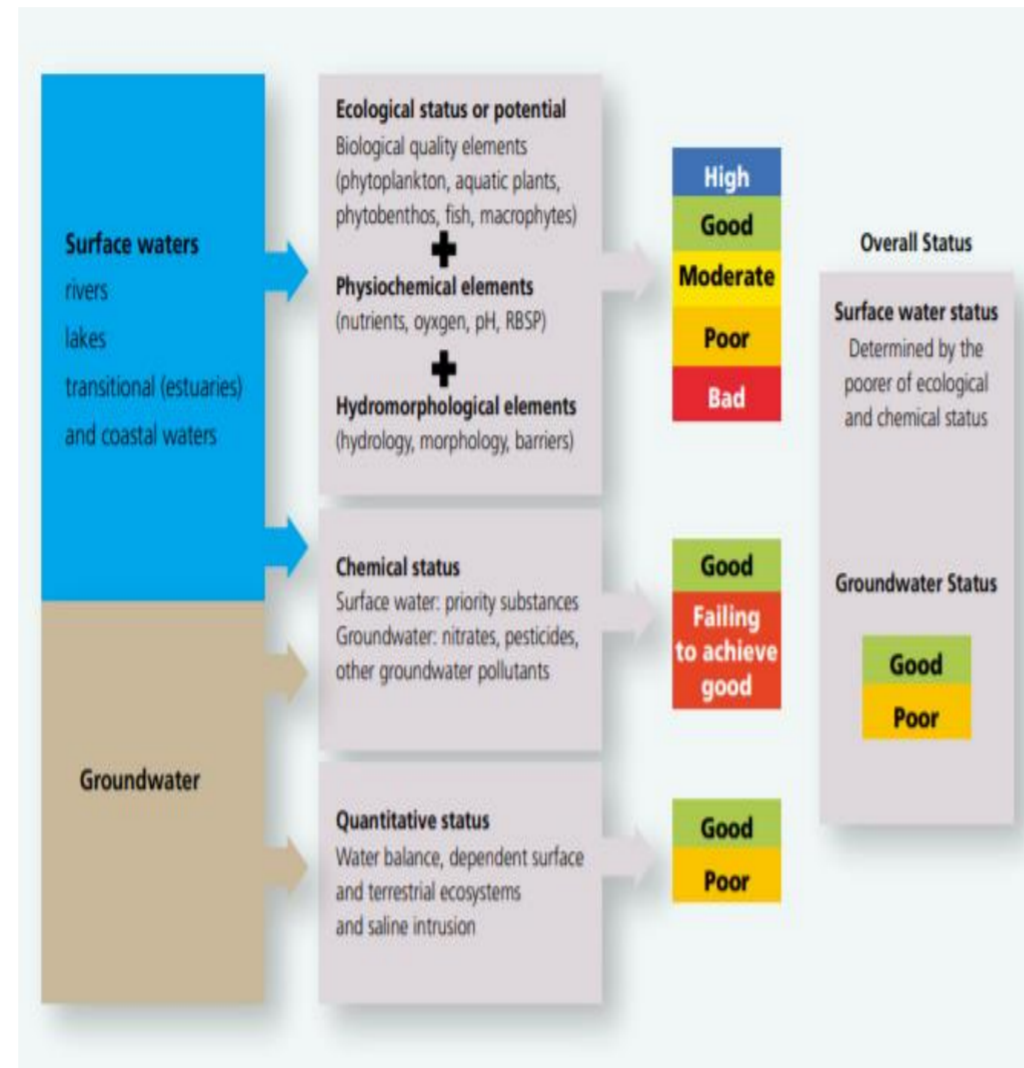 Surface waters
rivers
lakes
transitional (estuaries)
and coastal waters
Groundwater
Ecological status or potential
Biological quality elements
(phytoplankton, aquatic plants,
phytobenthos, fish, macrophytes)
+
Physiochemical elements
(nutrients, oyxgen, pH, RBSP)
+
Hydromorphological elements
(hydrology, morphology, barriers)
Chemical status
Surface water: priority substances
Groundwater: nitrates, pesticides,
other groundwater pollutants
Quantitative status
Water balance, dependent surface
and terrestrial ecosystems
and saline intrusion
High
Good
Moderate
Poor
Bad
Good
Failing
to achieve
good
Good
Poor
Overall Status
Surface water status
Determined by the
poorer of ecological
and chemical status
Groundwater Status
Good
Poor